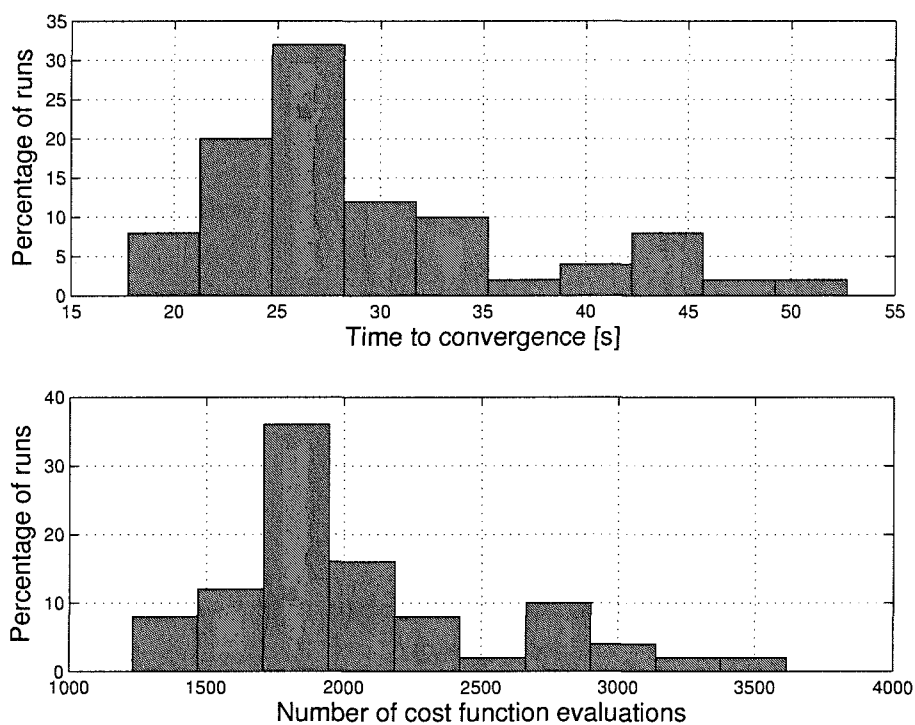 Percentage of runs
35
30
25
20
15
10
5
0
15 20 25 30 35 40 45 50 55
Time to convergence [s]
Percentage of runs
40
30
20
10
0
1000 1500 2000 2500 3000 3500 4000
Number of cost function evaluations